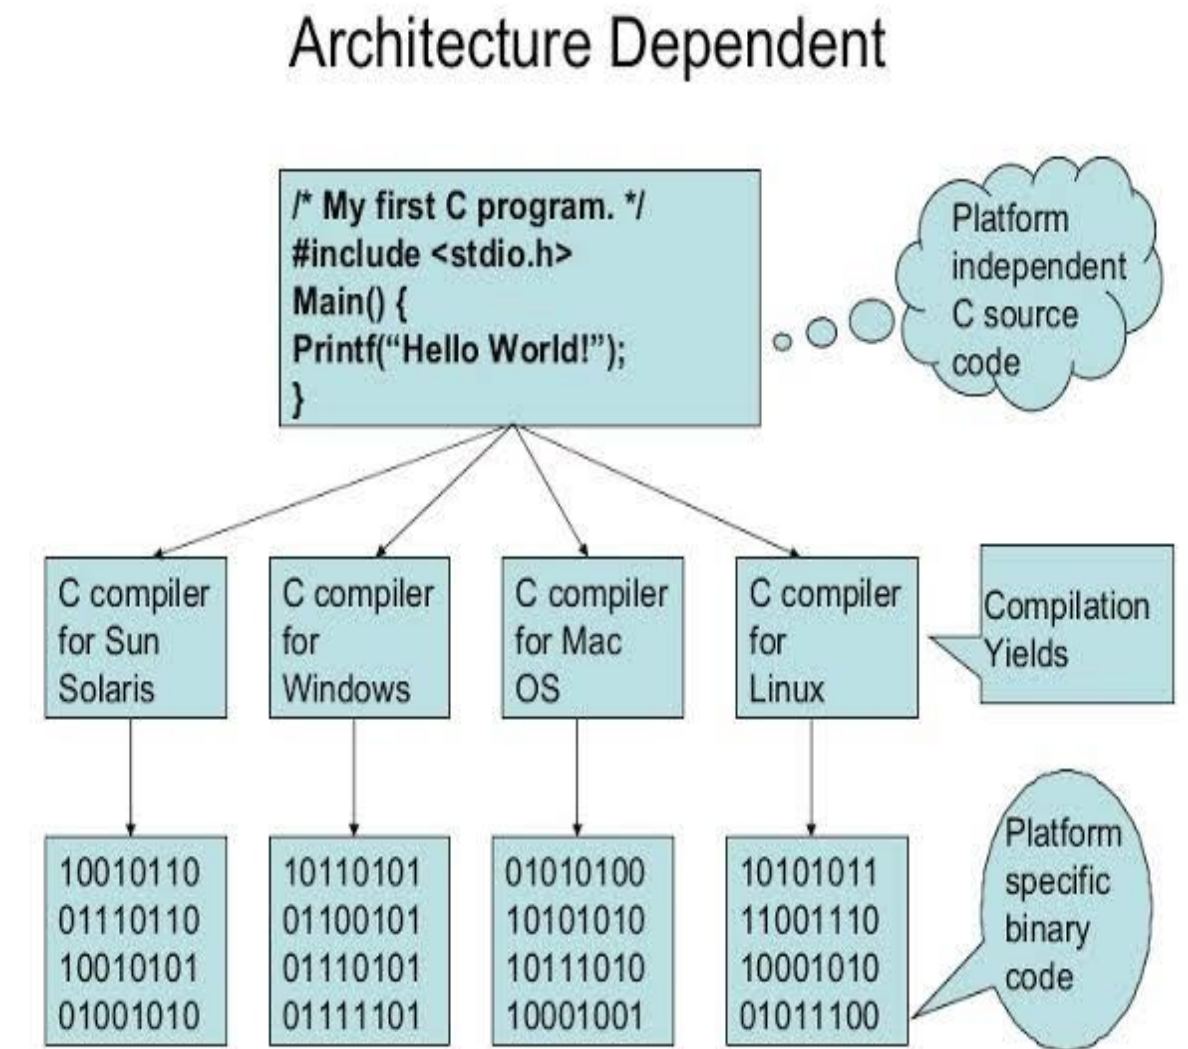 Architecture Dependent
/* My first C program. */
#include <stdio.h>
Main() {
Printf(“Hello World!”);
}
Platform
independent
C source
code
C compiler
for Sun
Solaris
C compiler
for
Windows
C compiler
for Mac
OS
C compiler
for
Linux
Compilation
Yields
10010110
01110110
10010101
01001010
10110101
01100101
01110101
01111101
01010100
10101010
10111010
10001001
10101011
11001110
10001010
01011100
Platform
specific
binary
code